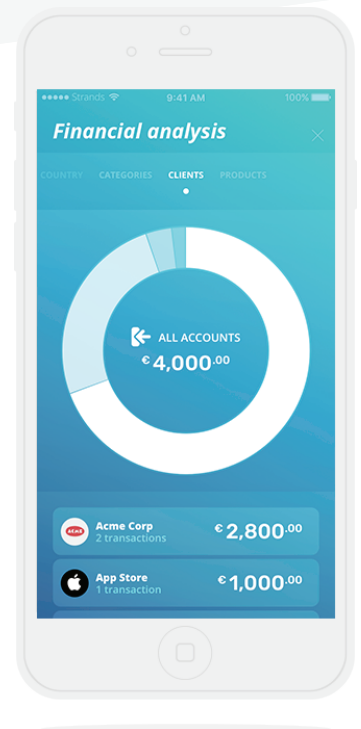 Strands 9:41 AM 100%
Financial analysis
COUNTRY CATEGORIES CLIENTS PRODUCTS
ALL ACCOUNTS
€ 4,000.00
ACME Acme Corp € 2,800.00
2 transactions
App Store € 1,000.00
1 transaction